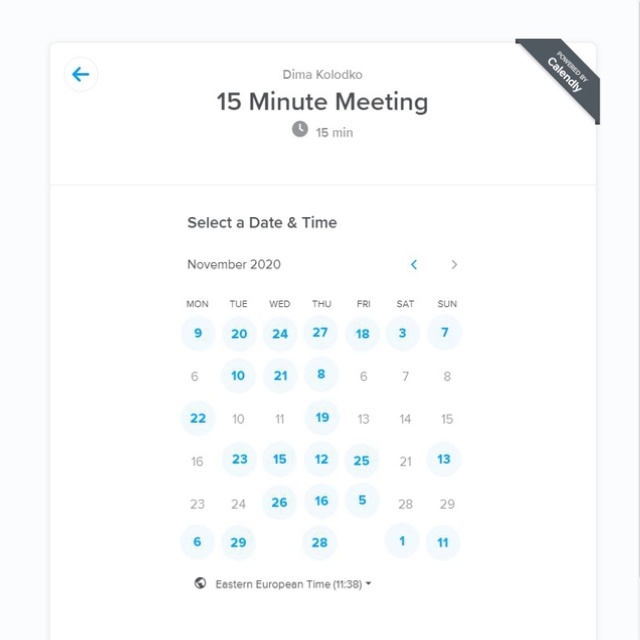 POWERED BY
Calendly
Dima Kolodko
15 Minute Meeting
15 min
Select a Date & Time
November 2020
MON TUE WED THU FRI SAT SUN
9 20 24 27 18 3 7
6 10 21 8 6 7 8
22 10 11 19 13 14 15
16 23 15 12 25 21 13
23 24 26 16 5 28 29
6 29 28 1 11
Eastern European Time (11:38)